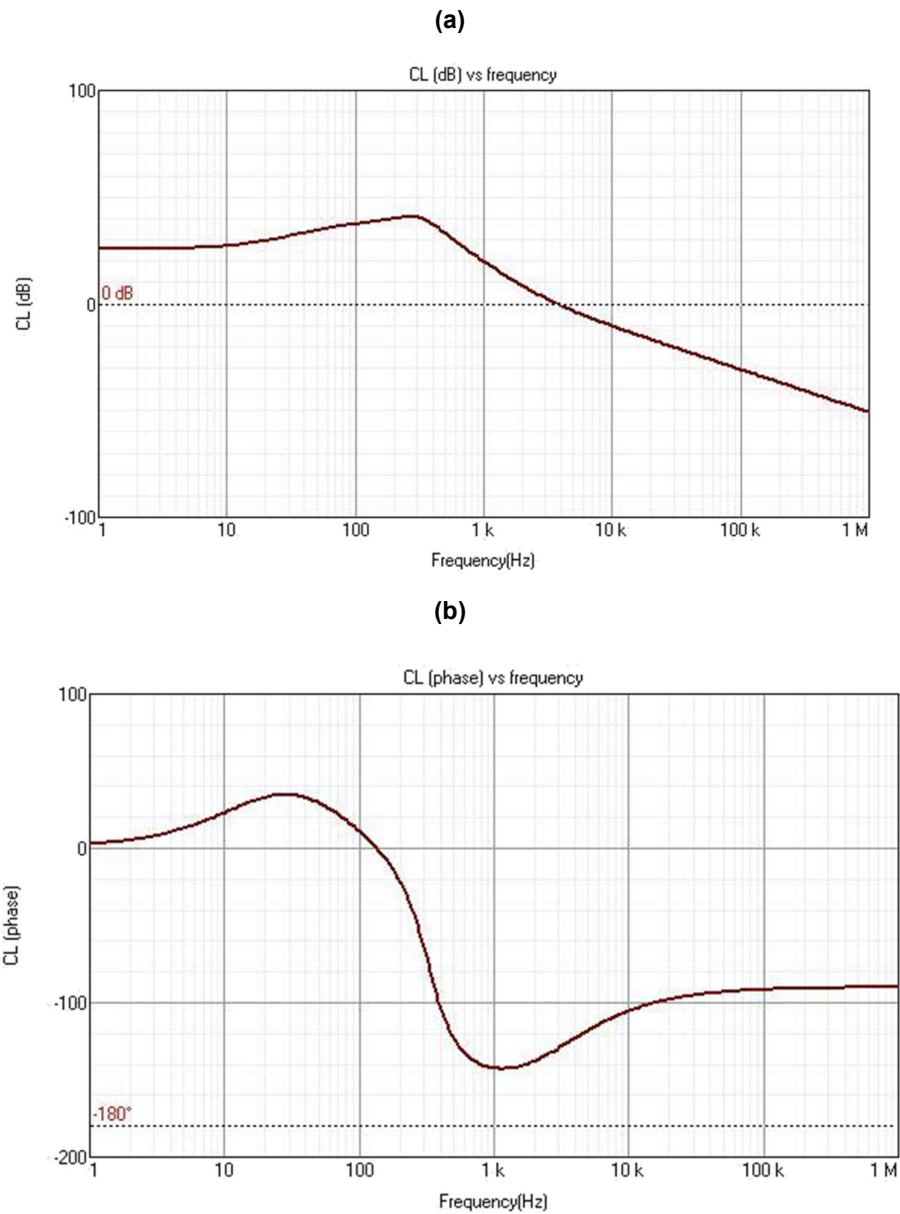 (a)
CL (dB) vs frequency
100
0 dB
0
-100
CL (dB)
1 10 100 1 k 10 k 100 k 1 M
Frequency(Hz)
(b)
CL (phase) vs frequency
100
0
-100
-180°
-200
CL (phase)
1 10 100 1 k 10 k 100 k 1 M
Frequency(Hz)